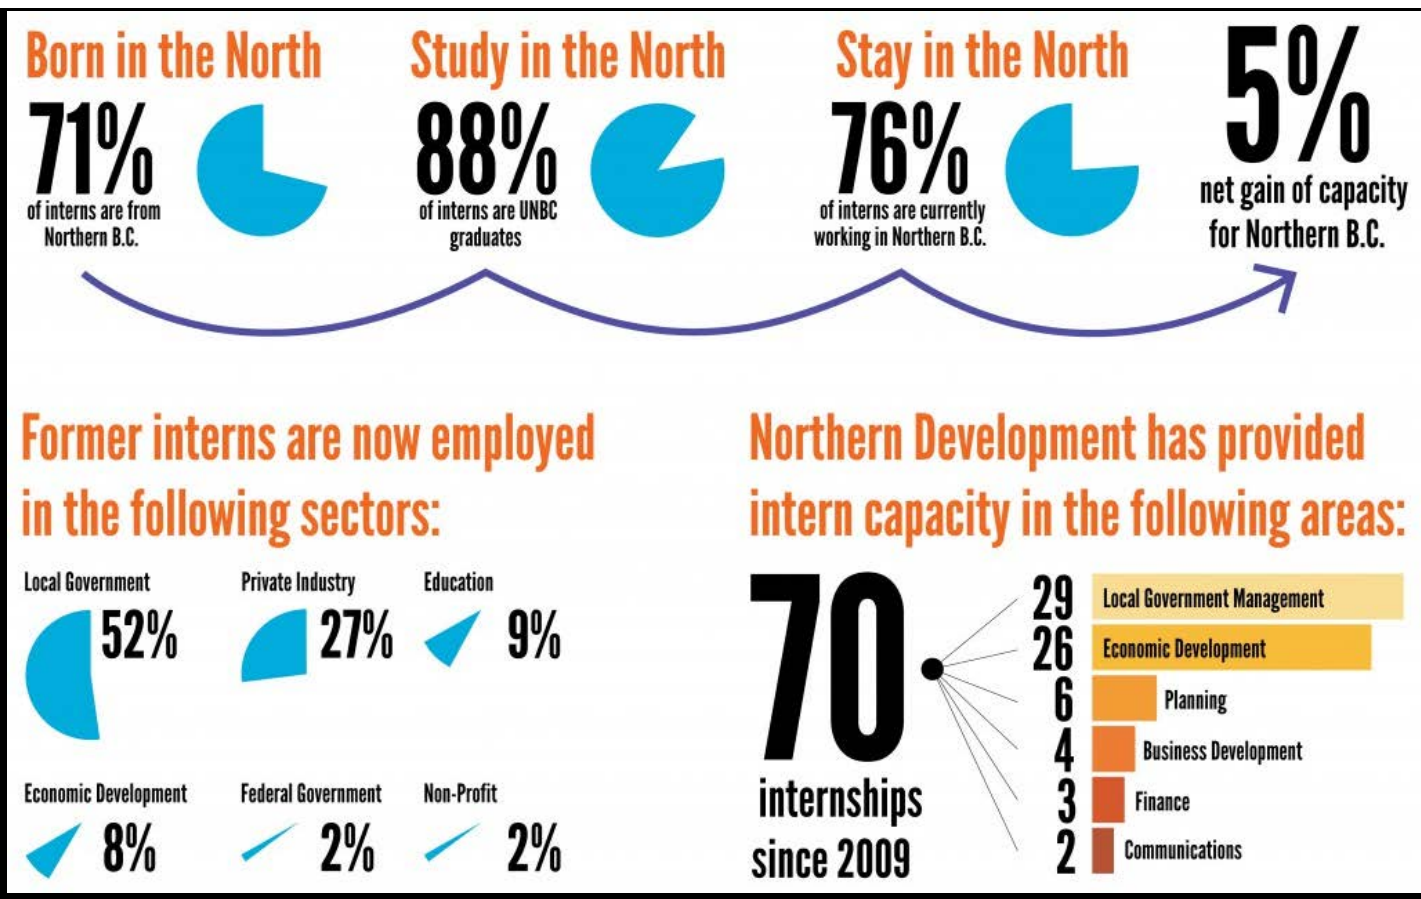 Born in the North
71%
of interns are from
Northern B.C.
Study in the North
88%
of interns are UNBC
graduates
Stay in the North
76%
of interns are currently
working in Northern B.C.
5%
net gain of capacity
for Northern B.C.
Former interns are now employed
in the following sectors:
Local Government
52%
Private Industry
27%
Education
9%
Economic Development
8%
Federal Government
2%
Non-Profit
2%
Northern Development has provided
intern capacity in the following areas:
70
internships
since 2009
29 Local Government Management
26 Economic Development
6 Planning
4 Business Development
3 Finance
2 Communications